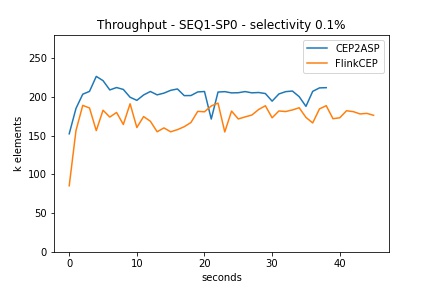 Throughput - SEQ1-SP0 - selectivity 0.1%
CEP2ASP
FlinkCEP
k elements
250
200
150
100
50
0
0 10 20 30 40
seconds